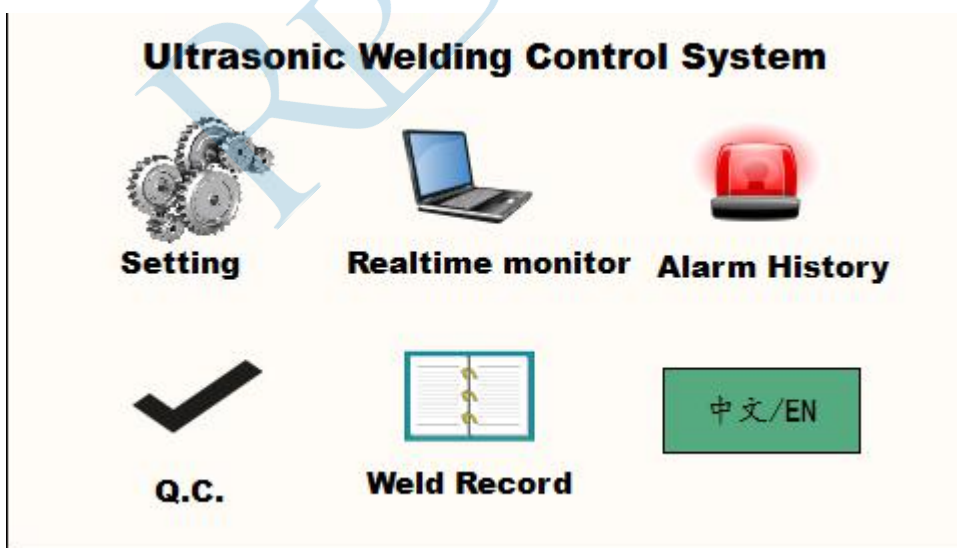 Ultrasonic Welding Control System
Setting
Realtime monitor
Alarm History
Q.C.
Weld Record
中文/EN